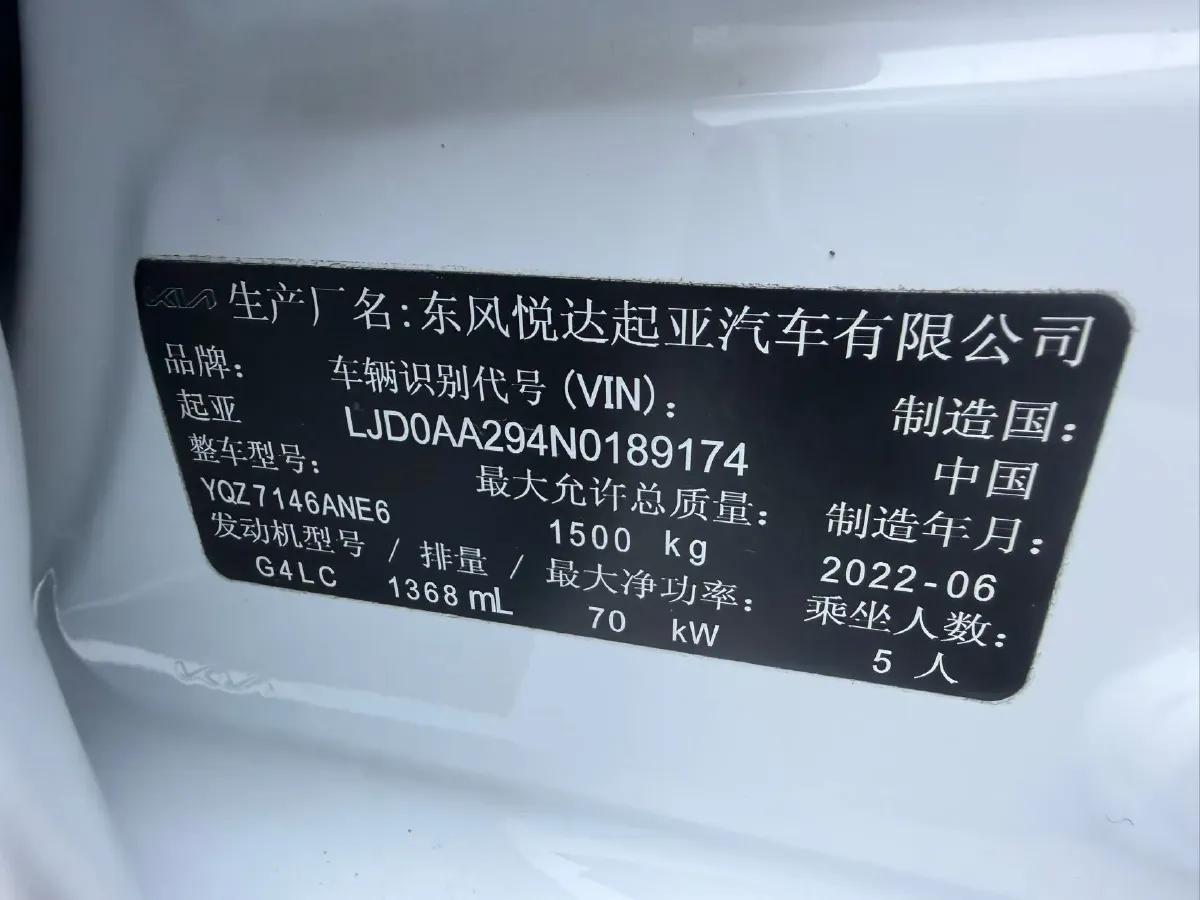 KIA 生产厂名:东风悦达起亚汽车有限公司
品牌: 车辆识别代号(VIN): 制造国:
起亚 LJD0AA294N0189174 中国
整车型号: 最大允许总质量: 制造年月:
YQZ7146ANE6 1500 kg 2022-06
发动机型号 / 排量 / 最大净功率: 乘坐人数:
G4LC 1368 mL 70 kW 5 人